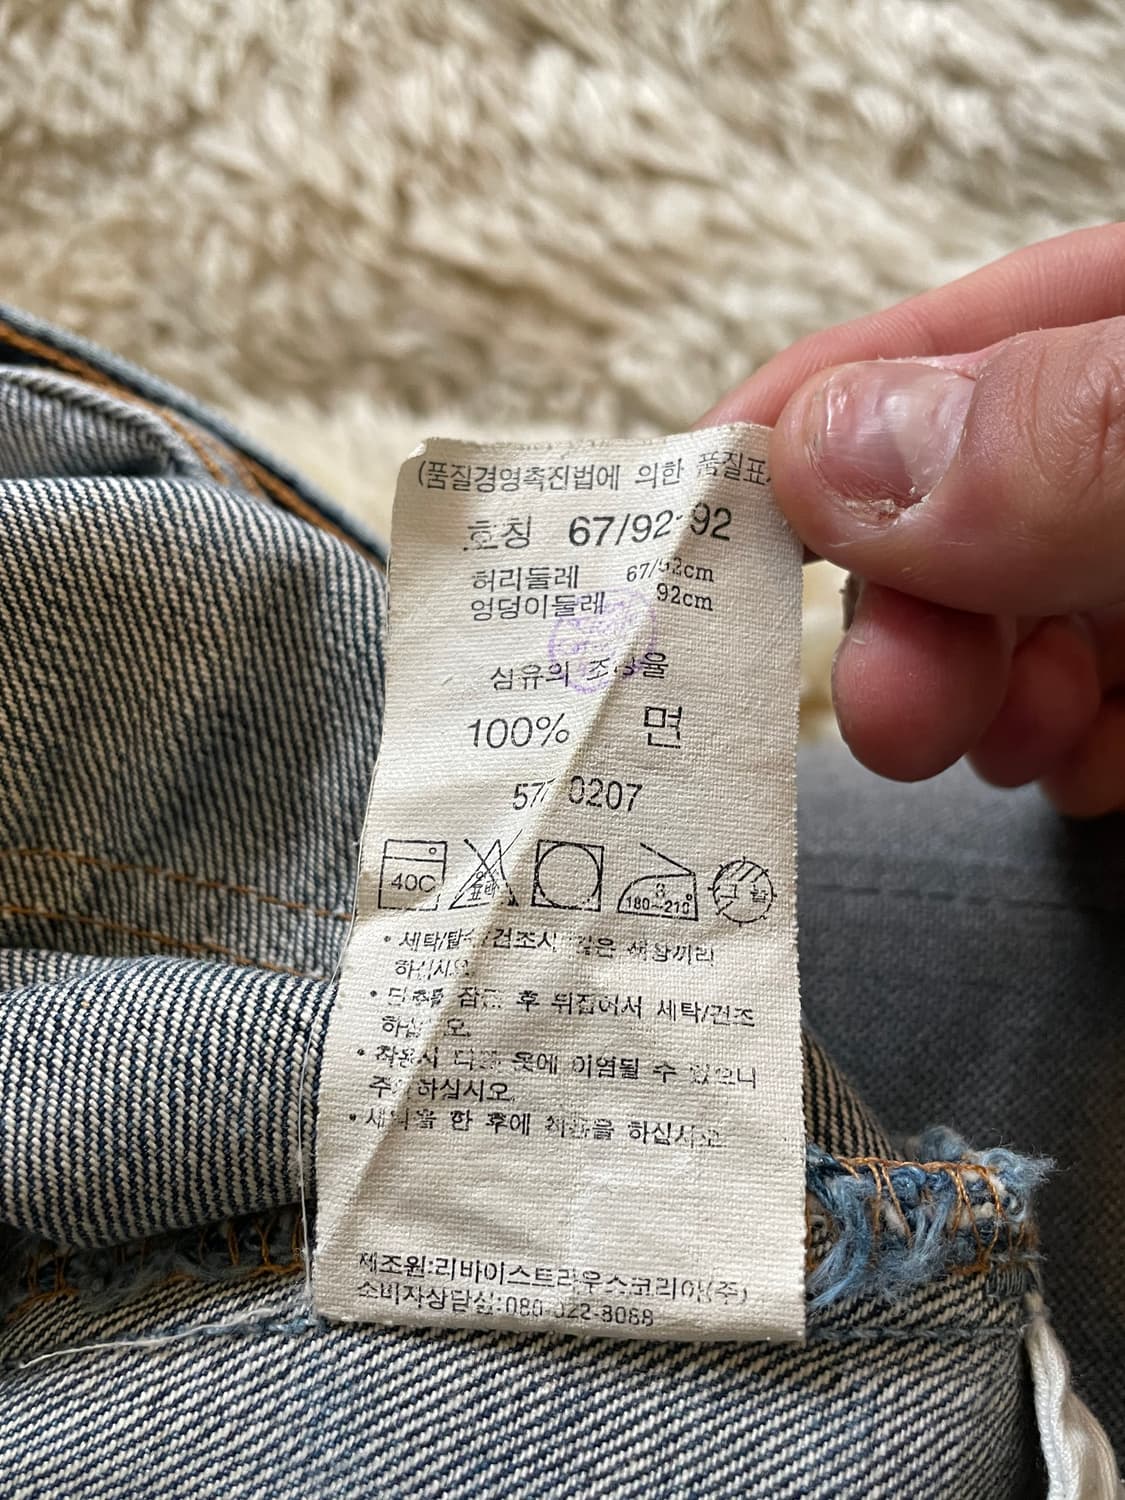 (품질경영촉진법에 의한 품질표
호칭 67/92-92
허리둘레 67/92cm
엉덩이둘레 92cm
섬유의 조성율
100% 면
0207
40C
3 180~210
세탁/탈수/건조시 같은 색상끼리
하십시오.
단추를 잠근 후 뒤집어서 세탁/건조
하십시오.
착용시 다른 옷에 이염될 수 있으니
주의하십시오.
세탁을 한 후에 착용을 하십시오
제조원:리바이스트라우스코리아(주)
소비자상담실:080-022-8088